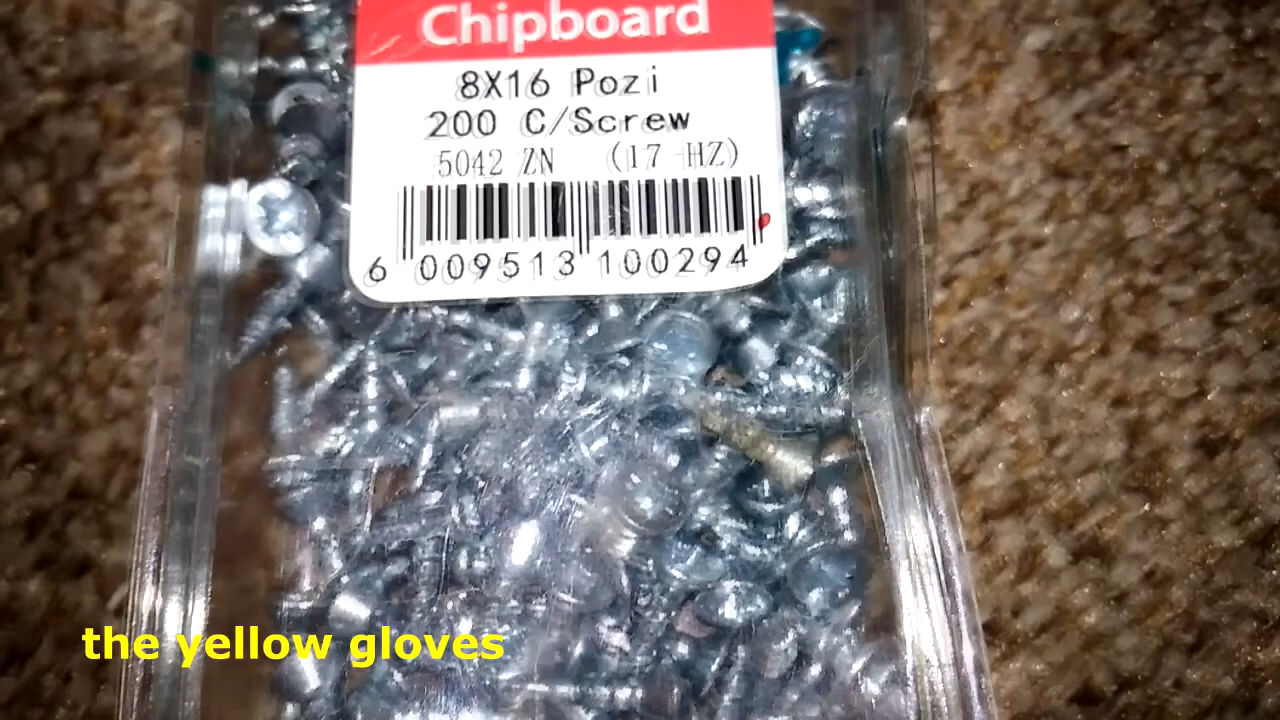 Chipboard
8X16 Pozi
200 C/Screw
5042 ZN (17 HZ)
6 009513 100294
the yellow gloves